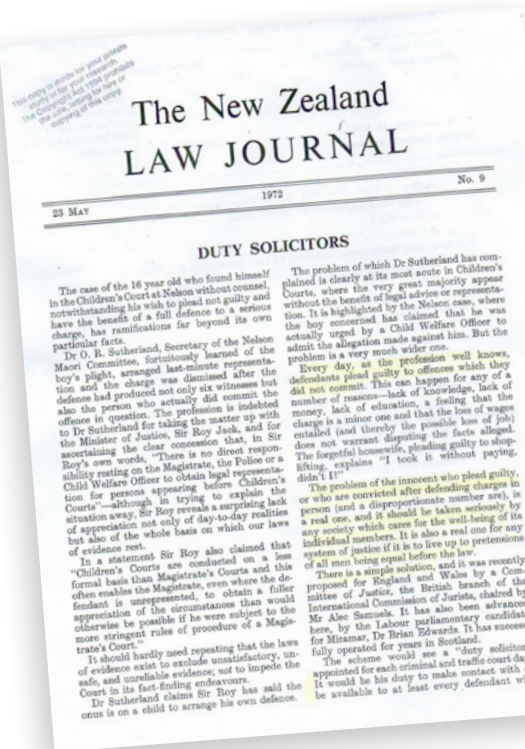 This copy is made for your private
study or for your research.
The Copyright Act 1994 prohibits
the sale, letting for hire or
copying of this copy.
The New Zealand
LAW JOURNAL
23 MAY
1972
No. 9
DUTY SOLICITORS
The case of the 16 year old who found himself
in the Children's Court at Nelson without counsel,
notwithstanding his wish to plead not guilty and
have the benefit of a full defence to a serious
charge, has ramifications far beyond its own
particular facts.
Dr O. R. Sutherland, Secretary of the Nelson
Maori Committee, fortuitously learned of the
boy's plight, arranged last-minute representa-
tion and the charge was dismissed after the
defence had produced not only six witnesses but
also the person who actually did commit the
offence in question. The profession is indebted
to Dr Sutherland for taking the matter up with
the Minister of Justice, Sir Roy Jack, and for
ascertaining the clear concession that, in Sir
Roy's own words, "There is no direct respon-
sibility resting on the Magistrate, the Police or a
Child Welfare Officer to obtain legal representa-
tion for persons appearing before Children's
Courts"—although in trying to explain the
situation away, Sir Roy reveals a surprising lack
of appreciation not only of day-to-day realities
but also of the whole basis on which our laws
of evidence rest.
In a statement Sir Roy also claimed that
"Children's Courts are conducted on a less
formal basis than Magistrate's Courts and this
often enables the Magistrate, even where the de-
fendant is unrepresented, to obtain a fuller
appreciation of the circumstances than would
otherwise be possible if he were subject to the
more stringent rules of procedure of a Magis-
trate's Court."
It should hardly need repeating that the laws
of evidence exist to exclude unsatisfactory, un-
safe, and unreliable evidence; not to impede the
Court in its fact-finding endeavours.
Dr Sutherland claims Sir Roy has said the
onus is on a child to arrange his own defence.
The problem of which Dr Sutherland has com-
plained is clearly at its most acute in Children's
Courts, where the very great majority appear
without the benefit of legal advice or representa-
tion. It is highlighted by the Nelson case, where
the boy concerned has claimed that he was
actually urged by a Child Welfare Officer to
admit the allegation made against him. But the
problem is a very much wider one.
Every day, as the profession well knows,
defendants plead guilty to offences which they
did not commit. This can happen for any of a
number of reasons—lack of knowledge, lack of
money, lack of education, a feeling that the
charge is a minor one and that the loss of wages
entailed (and thereby the possible loss of job)
does not warrant disputing the facts alleged.
The forgetful housewife, pleading guilty to shop-
lifting, explains "I took it without paying,
didn't I!"
The problem of the innocent who plead guilty,
or who are convicted after defending charges in
person (and a disproportionate number are), is
a real one, and it should be taken seriously by
any society which cares for the well-being of its
individual members. It is also a real one for any
system of justice if it is to live up to pretensions
of all men being equal before the law.
There is a simple solution, and it was recently
proposed for England and Wales by a Com-
mittee of Justice, the British branch of the
International Commission of Jurists, chaired by
Mr Alec Samuels. It has also been advanced
here, by the Labour parliamentary candidate
for Miramar, Dr Brian Edwards. It has success-
fully operated for years in Scotland.
The scheme would see a "duty solicitor
appointed for each criminal and traffic court
It would be his duty to make contact with
be available to at least every defendant